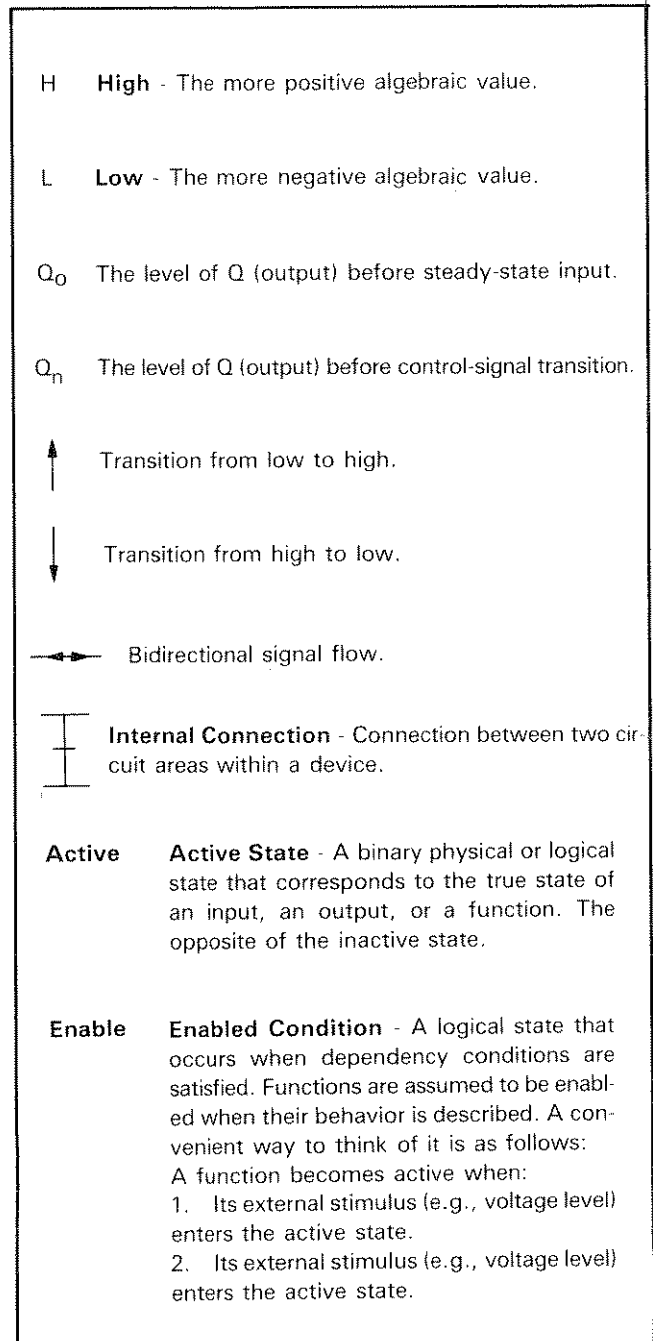 H High - The more positive algebraic value.
L Low - The more negative algebraic value.
Q₀ The level of Q (output) before steady-state input.
Qₙ The level of Q (output) before control-signal transition.
↑ Transition from low to high.
↓ Transition from high to low.
Bidirectional signal flow.
Internal Connection - Connection between two cir-
cuit areas within a device.
Active Active State - A binary physical or logical
state that corresponds to the true state of
an input, an output, or a function. The
opposite of the inactive state.
Enable Enabled Condition - A logical state that
occurs when dependency conditions are
satisfied. Functions are assumed to be enabl-
ed when their behavior is described. A con-
venient way to think of it is as follows:
A function becomes active when:
1. Its external stimulus (e.g., voltage level)
enters the active state.
2. Its external stimulus (e.g., voltage level)
enters the active state.